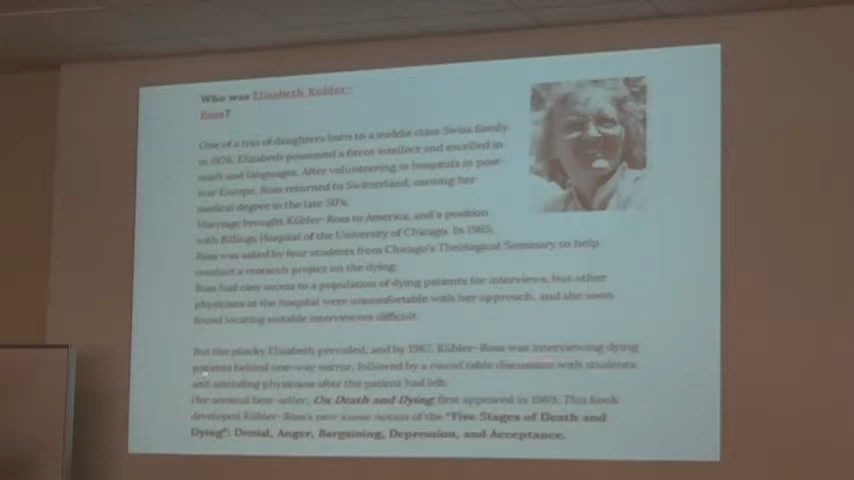 Who was Elisabeth Kubler-
Ross?
One of a trio of daughters born to a middle class Swiss family
in 1926, Elizabeth possessed a fierce intellect and excelled in
math and languages. After volunteering in hospitals in post-
war Europe, Ross returned to Switzerland, earning her
medical degree in the late 50's.
Marriage brought Kübler-Ross to America, and a position
with Billings Hospital of the University of Chicago. In 1965,
Ross was asked by four students from Chicago's Theological Seminary to help
conduct a research project on the dying.
Ross had easy access to a population of dying patients for interviews, but other
physicians at the hospital were uncomfortable with her approach, and she soon
found locating suitable interviewees difficult.
But the plucky Elizabeth prevailed, and by 1967, Kübler-Ross was interviewing dying
patients behind one-way mirror, followed by a round table discussion with students
and attending physicians after the patient had left.
Her seminal best-seller, On Death and Dying first appeared in 1969. This book
developed Kübler-Ross's now iconic notion of the "Five Stages of Death and
Dying": Denial, Anger, Bargaining, Depression, and Acceptance.